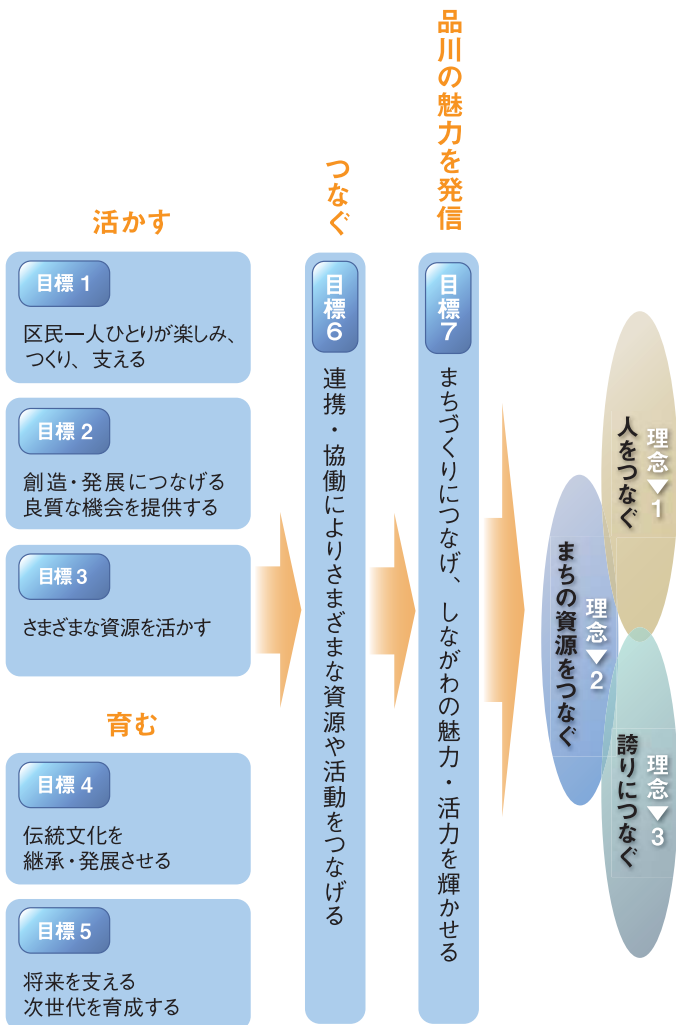 活かす
目標 1
区民一人ひとりが楽しみ、
つくり、支える
目標 2
創造・発展につなげる
良質な機会を提供する
目標 3
さまざまな資源を活かす
育む
目標 4
伝統文化を
継承・発展させる
目標 5
将来を支える
次世代を育成する
つなぐ
目標6
連携・協働によりさまざまな資源や活動をつなげる
品川の魅力を発信
目標7
まちづくりにつなげ、しながわの魅力・活力を輝かせる
理念▼1
人をつなぐ
理念▼2
まちの資源をつなぐ
理念▼3
誇りにつなぐ